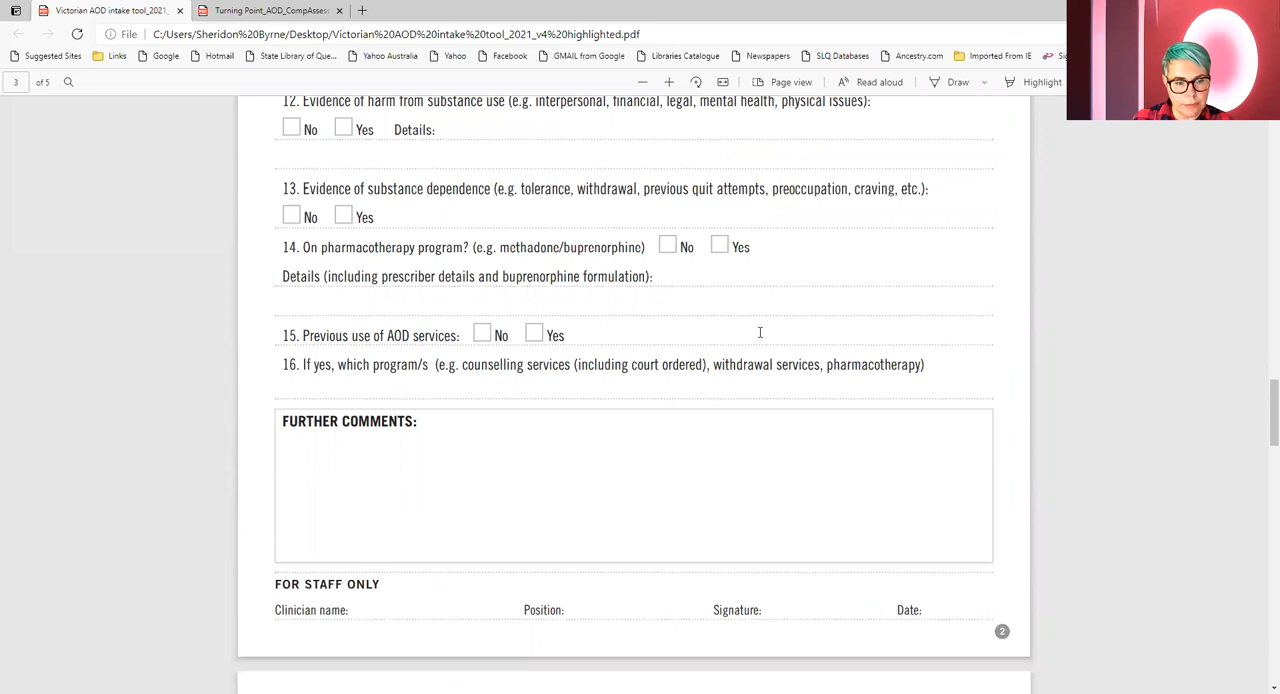 Victorian AOD intake tool_2021_
Turning Point_AOD_CompAsses
File C:/Users/Sheridon%20Byrne/Desktop/Victorian%20AOD%20intake%20tool_2021_v4%20highlighted.pdf
Suggested Sites Links Google Hotmail State Library of Que... Yahoo Australia Yahoo Facebook GMAIL from Google Libraries Catalogue Newspapers SLQ Databases Ancestry.com Imported From IE Sig
3 of 5 Page view Read aloud Draw Highlight
12. Evidence of harm from substance use (e.g. interpersonal, financial, legal, mental health, physical issues):
No Yes Details:
13. Evidence of substance dependence (e.g. tolerance, withdrawal, previous quit attempts, preoccupation, craving, etc.):
No Yes
14. On pharmacotherapy program? (e.g. methadone/buprenorphine) No Yes
Details (including prescriber details and buprenorphine formulation):
15. Previous use of AOD services: No Yes
16. If yes, which program/s (e.g. counselling services (including court ordered), withdrawal services, pharmacotherapy)
FURTHER COMMENTS:
FOR STAFF ONLY
Clinician name: Position: Signature: Date:
2